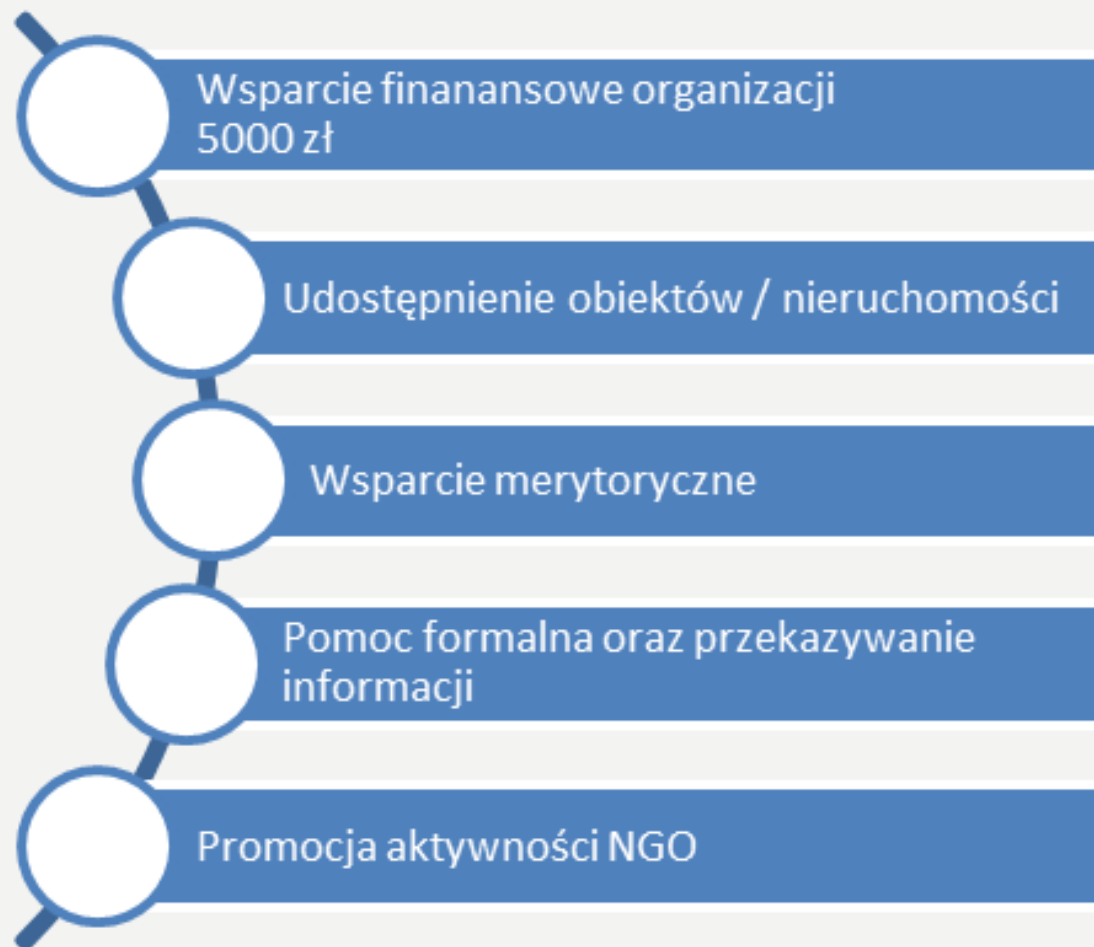 Wsparcie finanansowe organizacji
5000 zł
Udostępnienie obiektów / nieruchomości
Wsparcie merytoryczne
Pomoc formalna oraz przekazywanie
informacji
Promocja aktywności NGO